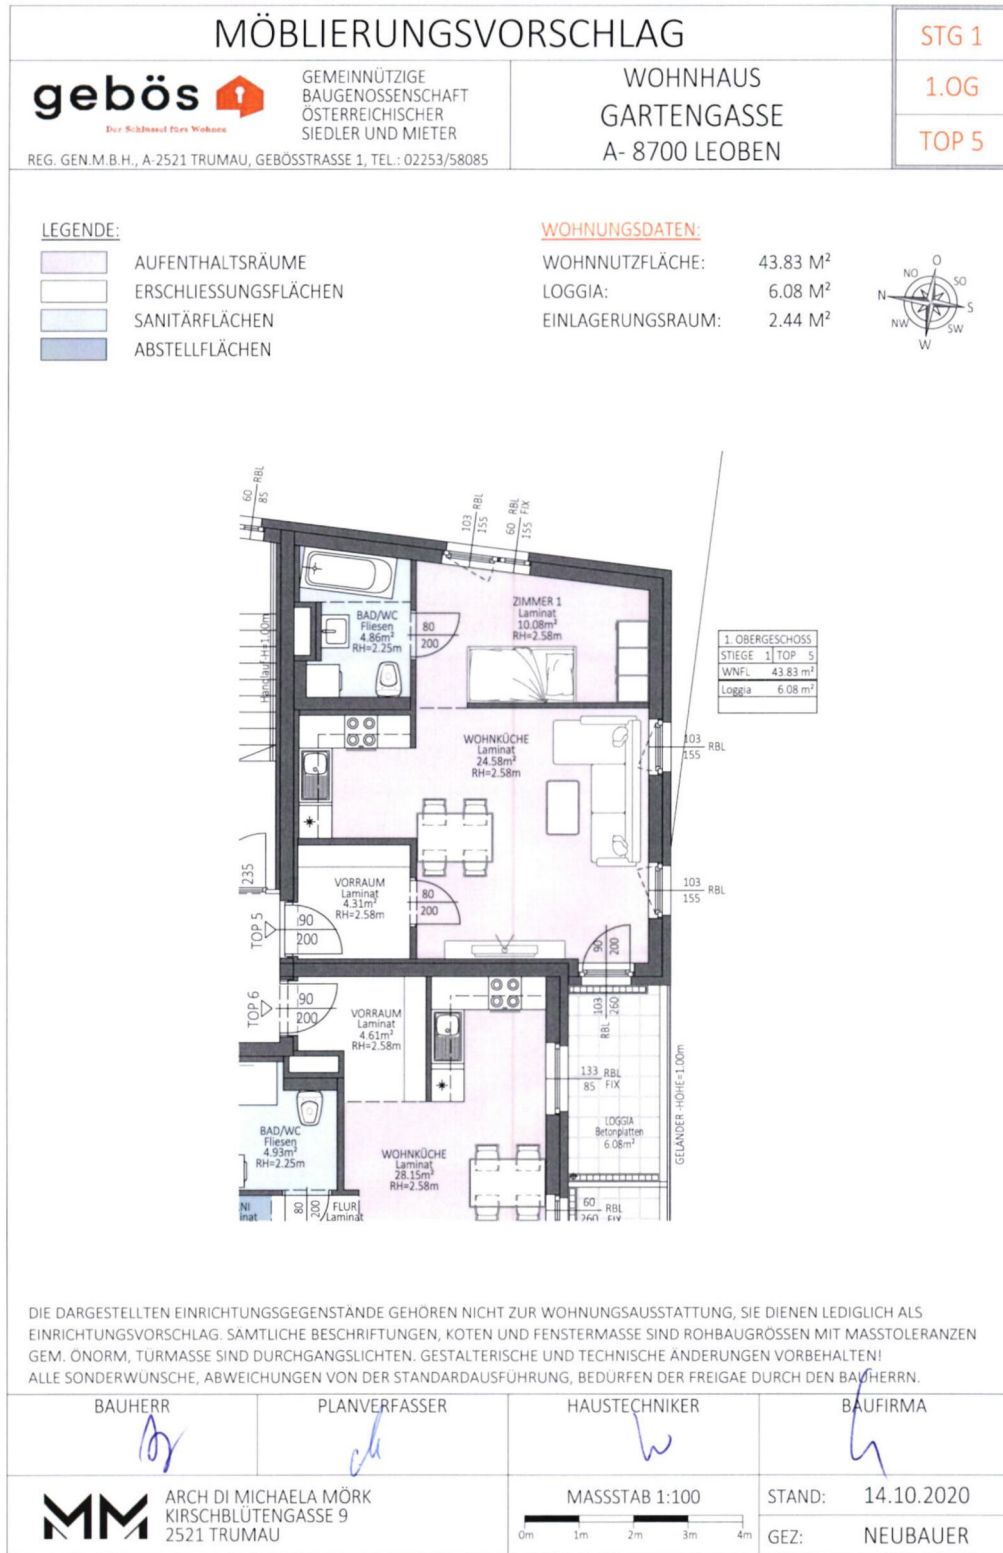 MÖBLIERUNGSVORSCHLAG
STG 1
gebös
Der Schlüssel fürs Wohnen
GEMEINNÜTZIGE
BAUGENOSSENSCHAFT
ÖSTERREICHISCHER
SIEDLER UND MIETER
REG. GEN.M.B.H., A-2521 TRUMAU, GEBÖSSTRASSE 1, TEL.: 02253/58085
WOHNHAUS
GARTENGASSE
A- 8700 LEOBEN
1.OG
TOP 5
LEGENDE:
AUFENTHALTSRÄUME
ERSCHLIESSUNGSFLÄCHEN
SANITÄRFLÄCHEN
ABSTELLFLÄCHEN
WOHNUNGSDATEN:
WOHNNUTZFLÄCHE: 43.83 M²
LOGGIA: 6.08 M²
EINLAGERUNGSRAUM: 2.44 M²
O
NO
SO
N
S
NW
SW
W
60 RBL
85
103 RBL
155
60 RBL
155 FIX
Handlauf-H=1.00m
BAD/WC
Fliesen
4.86m²
RH=2.25m
80
200
ZIMMER 1
Laminat
10.08m²
RH=2.58m
1. OBERGESCHOSS
STIEGE 1 TOP 5
WNFL 43.83 m²
Loggia 6.08 m²
WOHNKÜCHE
Laminat
24.58m²
RH=2.58m
103 RBL
155
235
VORRAUM
Laminat
4.31m²
RH=2.58m
80
200
103 RBL
155
TOP 5
90
200
90
200
TOP 6
90
200
VORRAUM
Laminat
4.61m²
RH=2.58m
103
260
RBL
133 RBL
85 FIX
GELÄNDER -HÖHE=1.00m
LOGGIA
Betonplatten
6.08m²
BAD/WC
Fliesen
4.93m²
RH=2.25m
WOHNKÜCHE
Laminat
28.15m²
RH=2.58m
80
200
FLUR
Laminat
NI
inat
60 RBL
260 FIX
DIE DARGESTELLTEN EINRICHTUNGSGEGENSTÄNDE GEHÖREN NICHT ZUR WOHNUNGSAUSSTATTUNG, SIE DIENEN LEDIGLICH ALS
EINRICHTUNGSVORSCHLAG. SÄMTLICHE BESCHRIFTUNGEN, KOTEN UND FENSTERMASSE SIND ROHBAUGRÖSSEN MIT MASSTOLERANZEN
GEM. ÖNORM, TÜRMASSE SIND DURCHGANGSLICHTEN. GESTALTERISCHE UND TECHNISCHE ÄNDERUNGEN VORBEHALTEN!
ALLE SONDERWÜNSCHE, ABWEICHUNGEN VON DER STANDARDAUSFÜHRUNG, BEDÜRFEN DER FREIGAE DURCH DEN BAUHERRN.
BAUHERR
PLANVERFASSER
HAUSTECHNIKER
BAUFIRMA
MM
ARCH DI MICHAELA MÖRK
KIRSCHBLÜTENGASSE 9
2521 TRUMAU
MASSSTAB 1:100
0m 1m 2m 3m 4m
STAND: 14.10.2020
GEZ: NEUBAUER